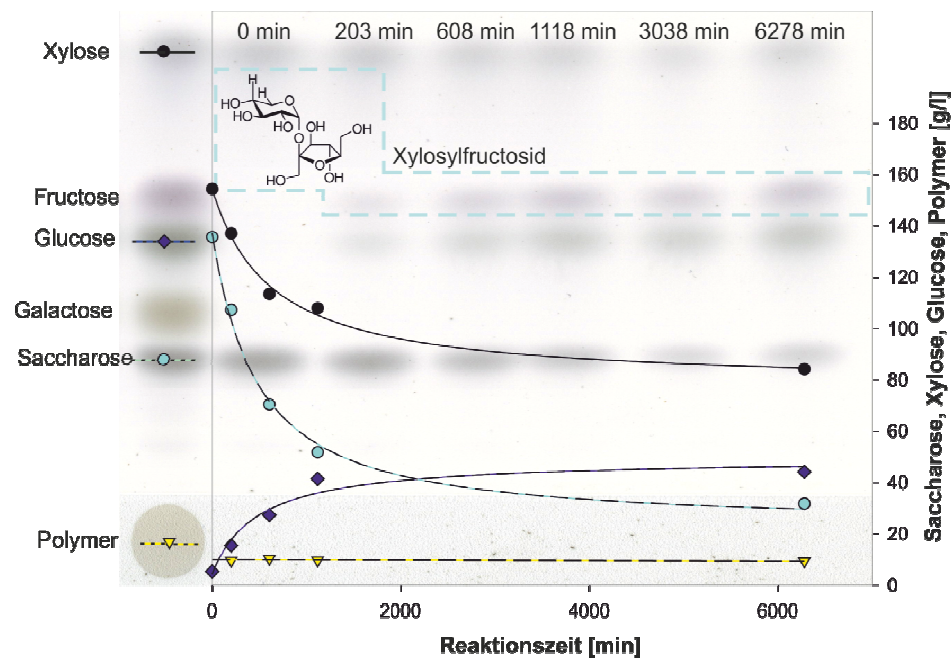 Xylose
0 min 203 min 608 min 1118 min 3038 min 6278 min
H
H
HO
O
HO
HO
HO
OH
O
OH
O
HO
OH
Xylosylfructosid
Fructose
Glucose
Galactose
Saccharose
Polymer
180
160
140
120
100
80
60
40
20
0
Saccharose, Xylose, Glucose, Polymer [g/l]
0 2000 4000 6000
Reaktionszeit [min]